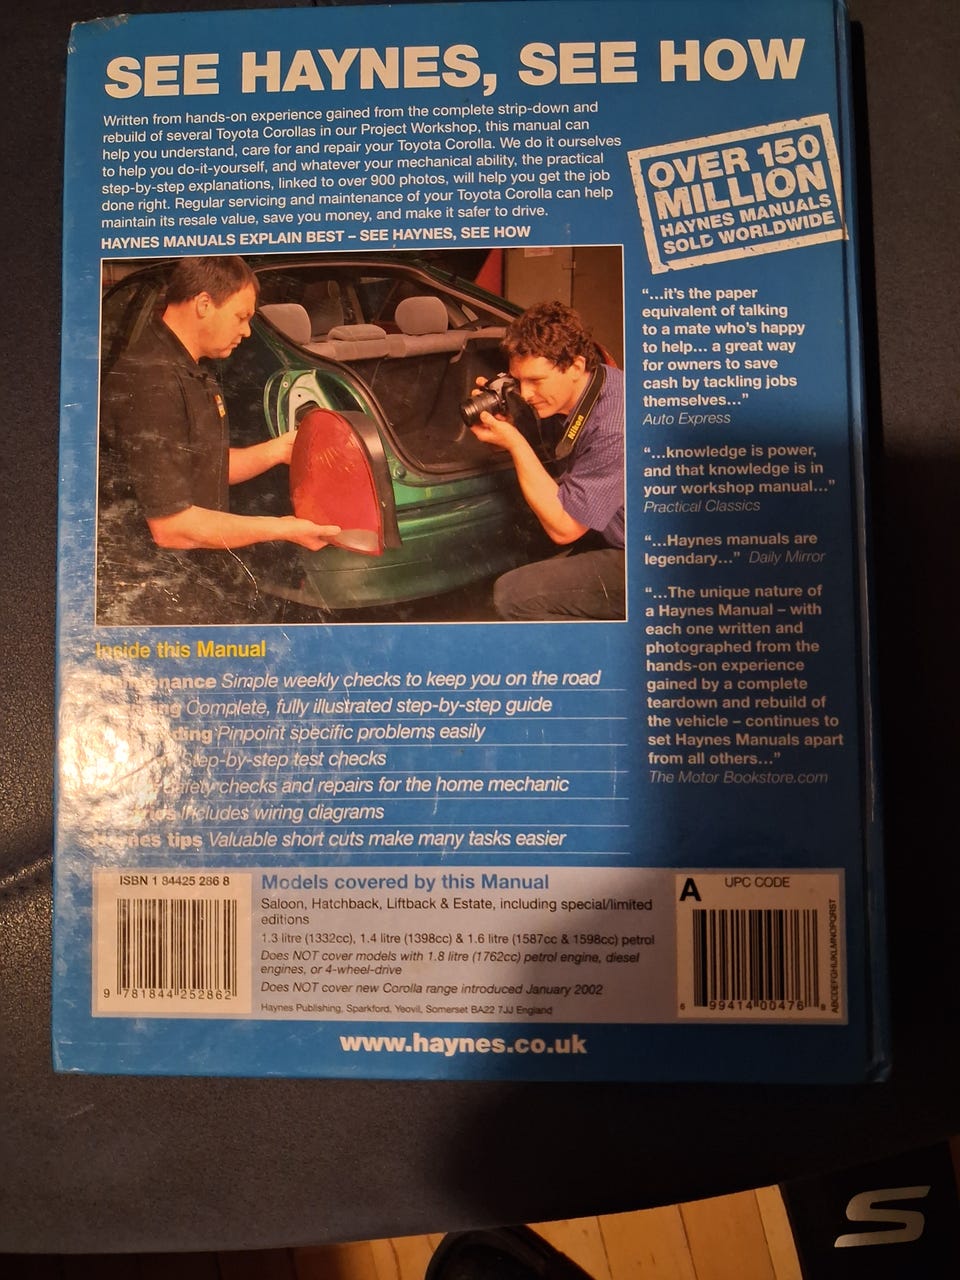 SEE HAYNES, SEE HOW
Written from hands-on experience gained from the complete strip-down and
rebuild of several Toyota Corollas in our Project Workshop, this manual can
help you understand, care for and repair your Toyota Corolla. We do it ourselves
to help you do-it-yourself, and whatever your mechanical ability, the practical
step-by-step explanations, linked to over 900 photos, will help you get the job
done right. Regular servicing and maintenance of your Toyota Corolla can help
maintain its resale value, save you money, and make it safer to drive.
HAYNES MANUALS EXPLAIN BEST – SEE HAYNES, SEE HOW
OVER 150
MILLION
HAYNES MANUALS
SOLD WORLDWIDE
"...it's the paper
equivalent of talking
to a mate who's happy
to help... a great way
for owners to save
cash by tackling jobs
themselves..."
Auto Express
"...knowledge is power,
and that knowledge is in
your workshop manual..."
Practical Classics
"...Haynes manuals are
legendary..." Daily Mirror
"...The unique nature of
a Haynes Manual – with
each one written and
photographed from the
hands-on experience
gained by a complete
teardown and rebuild of
the vehicle – continues to
set Haynes Manuals apart
from all others..."
The Motor Bookstore.com
Nikon
Inside this Manual
Maintenance Simple weekly checks to keep you on the road
Complete, fully illustrated step-by-step guide
Pinpoint specific problems easily
Step-by-step test checks
Safety checks and repairs for the home mechanic
Includes wiring diagrams
Haynes tips Valuable short cuts make many tasks easier
ISBN 1 84425 286 8
9 781844 252862
Models covered by this Manual
Saloon, Hatchback, Liftback & Estate, including special/limited
editions
1.3 litre (1332cc), 1.4 litre (1398cc) & 1.6 litre (1587cc & 1598cc) petrol
Does NOT cover models with 1.8 litre (1762cc) petrol engine, diesel
engines, or 4-wheel-drive
Does NOT cover new Corolla range introduced January 2002
Haynes Publishing, Sparkford, Yeovil, Somerset BA22 7JJ England
A
UPC CODE
6 99414 00476 8
ABCDEFGHIJKLMNOPQRST
www.haynes.co.uk
S